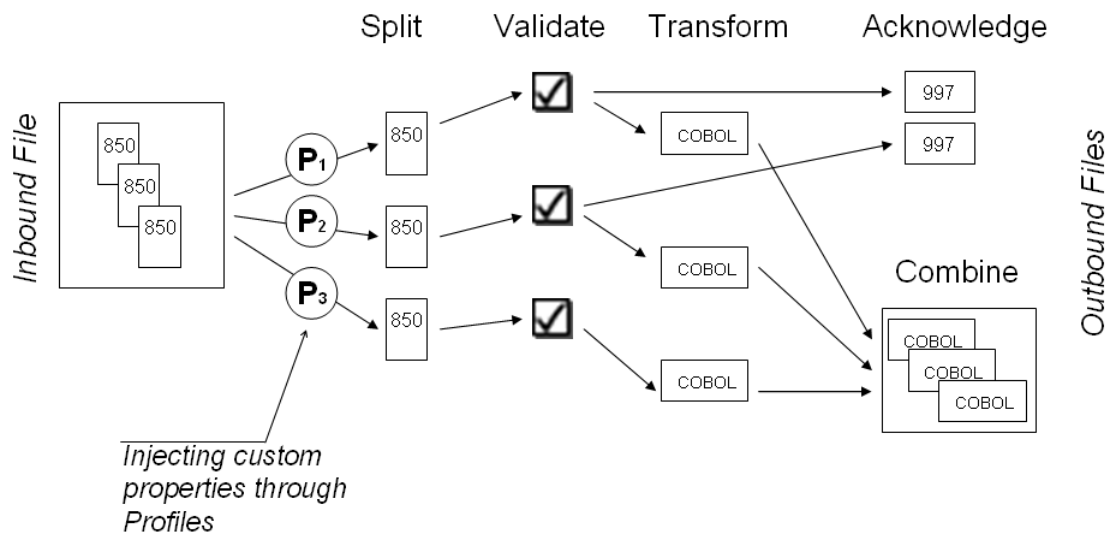 Split
Validate
Transform
Acknowledge
Inbound File
850
850
850
P1
P2
P3
850
850
850
COBOL
COBOL
COBOL
997
997
Combine
COBOL
COBOL
COBOL
Outbound Files
Injecting custom
properties through
Profiles